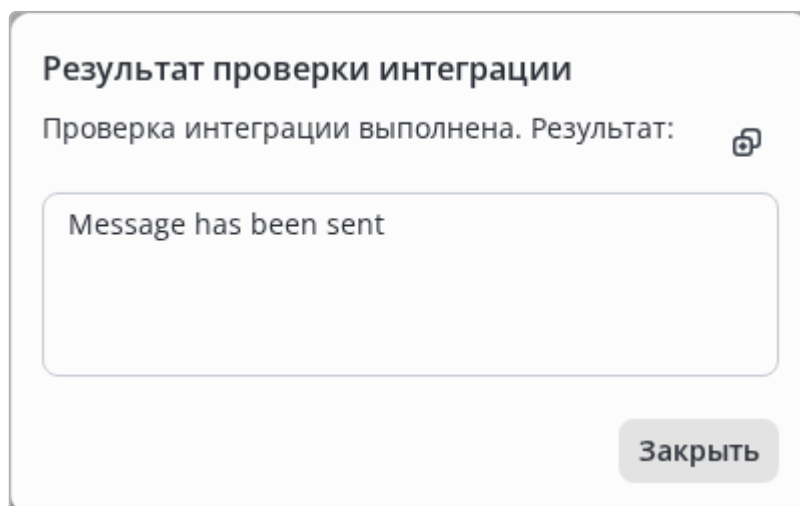 Результат проверки интеграции
Проверка интеграции выполнена. Результат:
Message has been sent
Закрыть